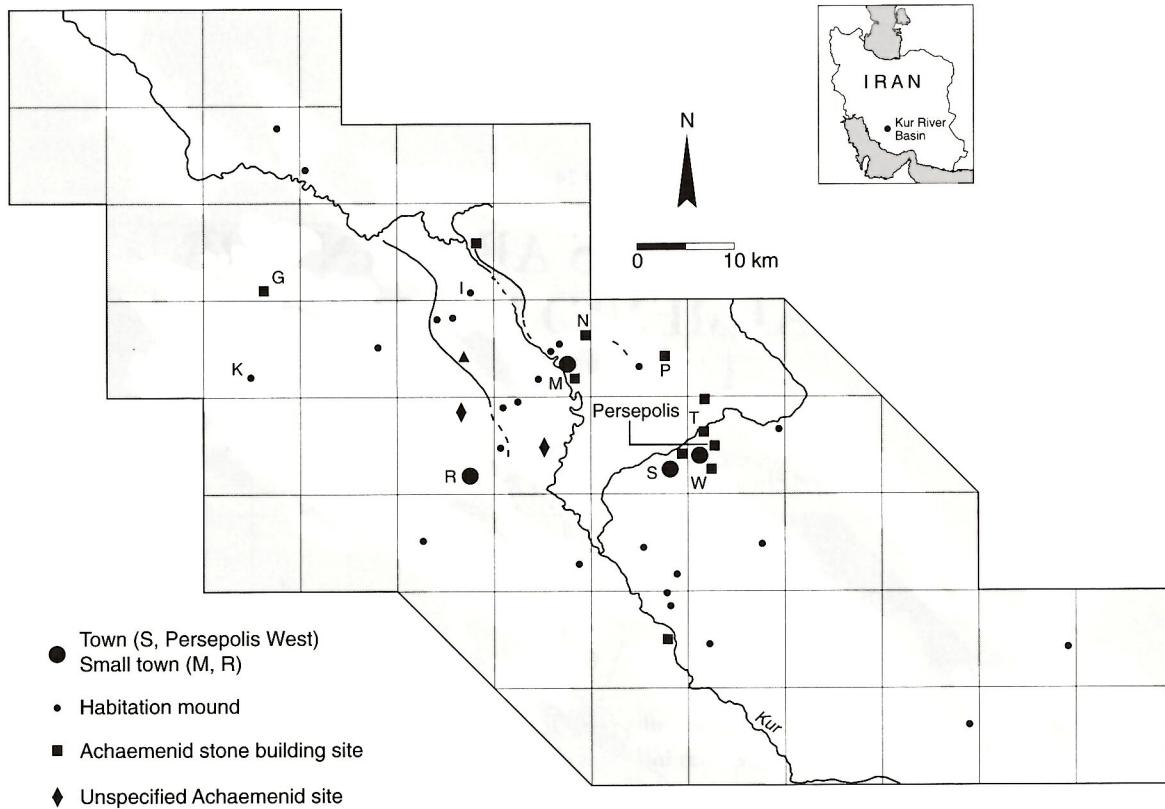 IRAN
Kur River
Basin
N
0 10 km
G
I
N
K
M
P
Persepolis
T
R
S
W
Kur
Town (S, Persepolis West)
Small town (M, R)
Habitation mound
Achaemenid stone building site
Unspecified Achaemenid site